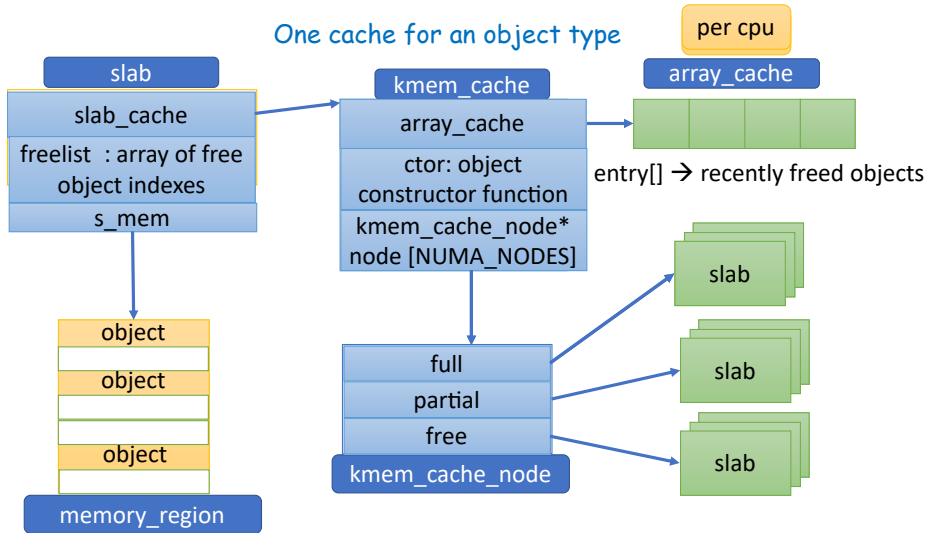 One cache for an object type
per cpu
slab
kmem_cache
array_cache
slab_cache
freelist : array of free
object indexes
s_mem
array_cache
ctor: object
constructor function
kmem_cache_node*
node [NUMA_NODES]
entry[] → recently freed objects
object
object
object
memory_region
full
partial
free
kmem_cache_node
slab
slab
slab